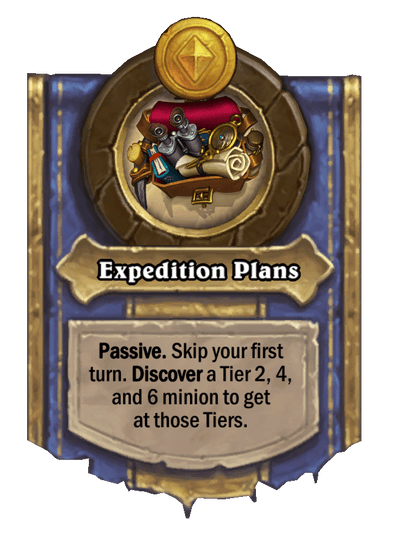 Expedition Plans
Passive. Skip your first
turn. Discover a Tier 2, 4,
and 6 minion to get
at those Tiers.